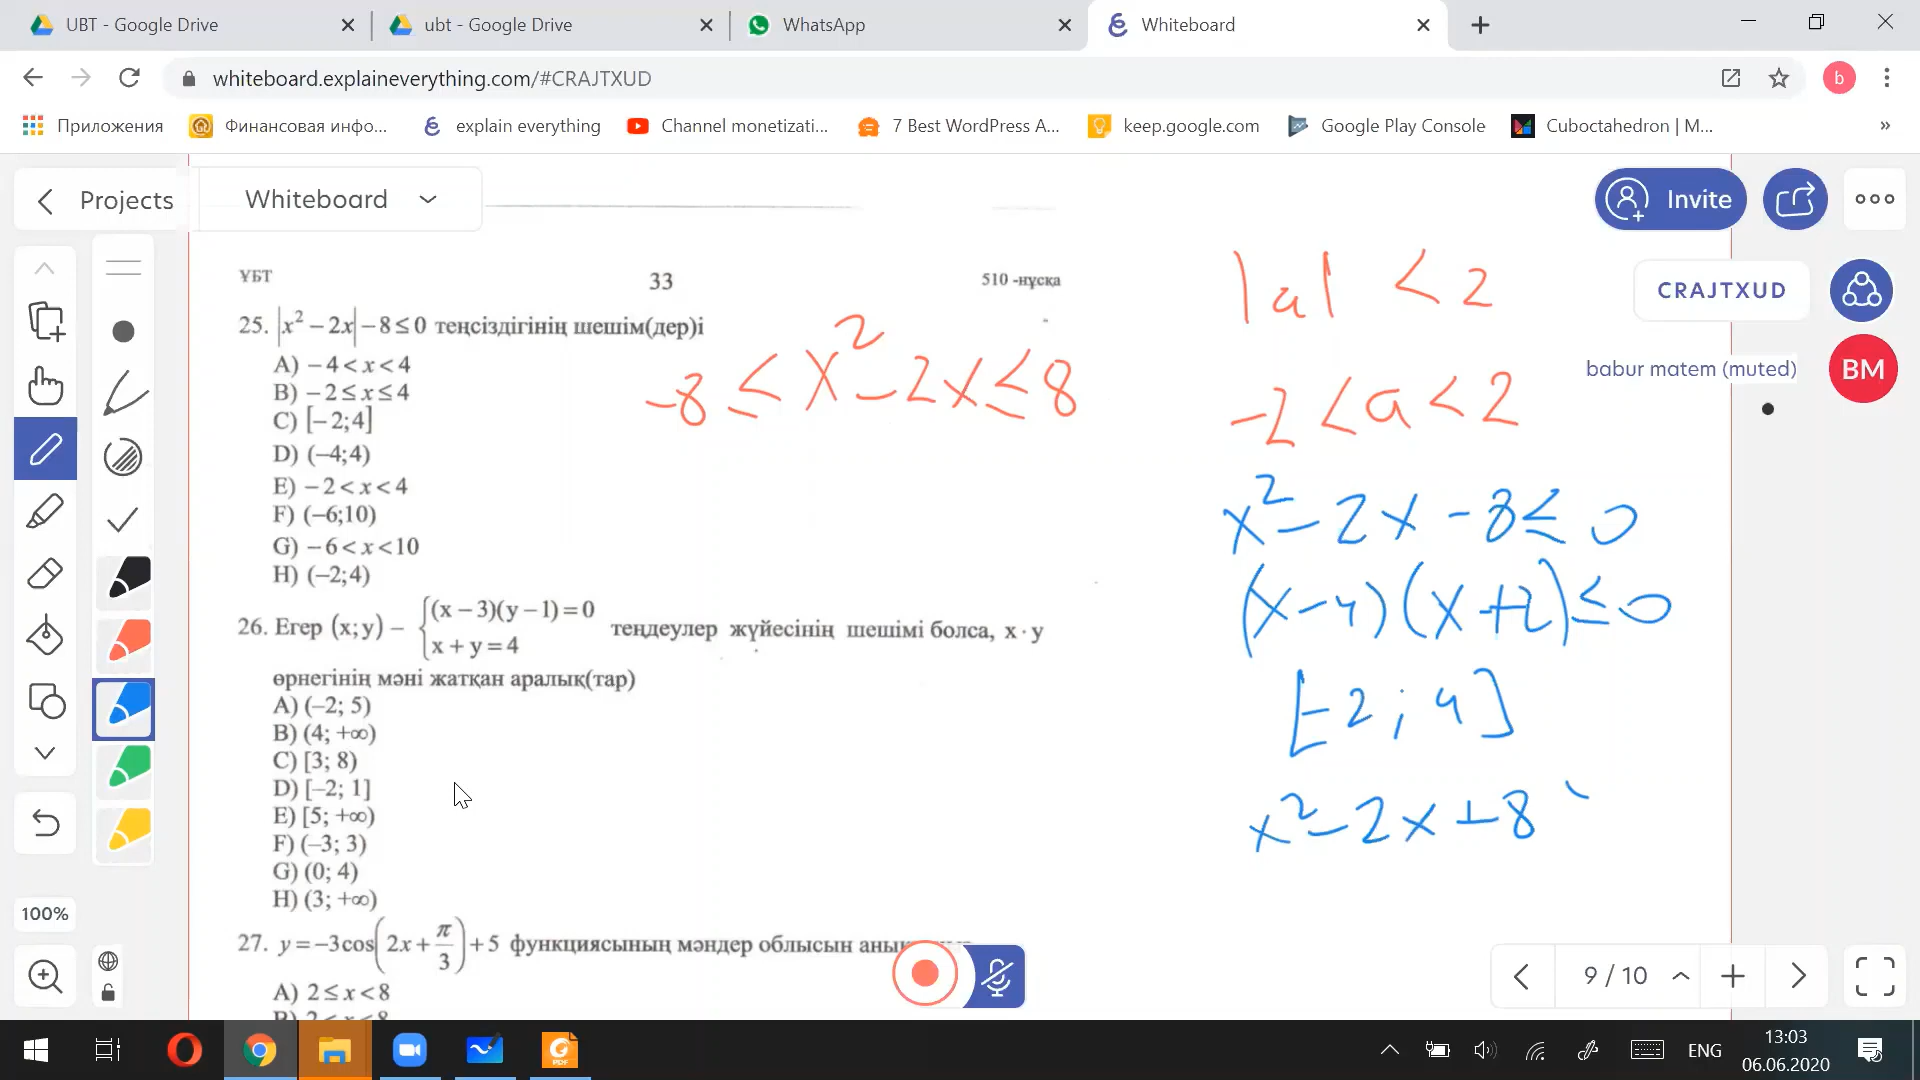 UBT - Google Drive
ubt - Google Drive
WhatsApp
Whiteboard
whiteboard.explaineverything.com/#CRAJTXUD
b
Приложения
Финансовая инфо...
explain everything
Channel monetizati...
7 Best WordPress A...
keep.google.com
Google Play Console
Cuboctahedron | M...
»
Projects
Whiteboard
Invite
CRAJTXUD
babur matem (muted)
BM
ҰБТ 33 510 -нұсқа
25. |x² − 2x| − 8 ≤ 0 теңсіздігінің шешім(дер)і
A) − 4 < x < 4
B) − 2 ≤ x ≤ 4
C) [− 2;4]
D) (−4;4)
E) − 2 < x < 4
F) (−6;10)
G) − 6 < x < 10
H) (−2;4)
26. Егер (x; y) − {(x − 3)(y − 1) = 0
x + y = 4 теңдеулер жүйесінің шешімі болса, x · y
өрнегінің мәні жатқан аралық(тар)
A) (−2; 5)
B) (4; +∞)
C) [3; 8)
D) [−2; 1]
E) [5; +∞)
F) (−3; 3)
G) (0; 4)
H) (3; +∞)
27. y = −3cos(2x + π/3) + 5 функциясының мәндер облысын
A) 2 ≤ x < 8
-8 ≤ x² - 2x ≤ 8
|a| < 2
-2 < a < 2
x² - 2x - 8 ≤ 0
(x - 4)(x + 2) ≤ 0
[-2 ; 4]
x² - 2x + 8
100%
9 / 10
ENG
13:03
06.06.2020